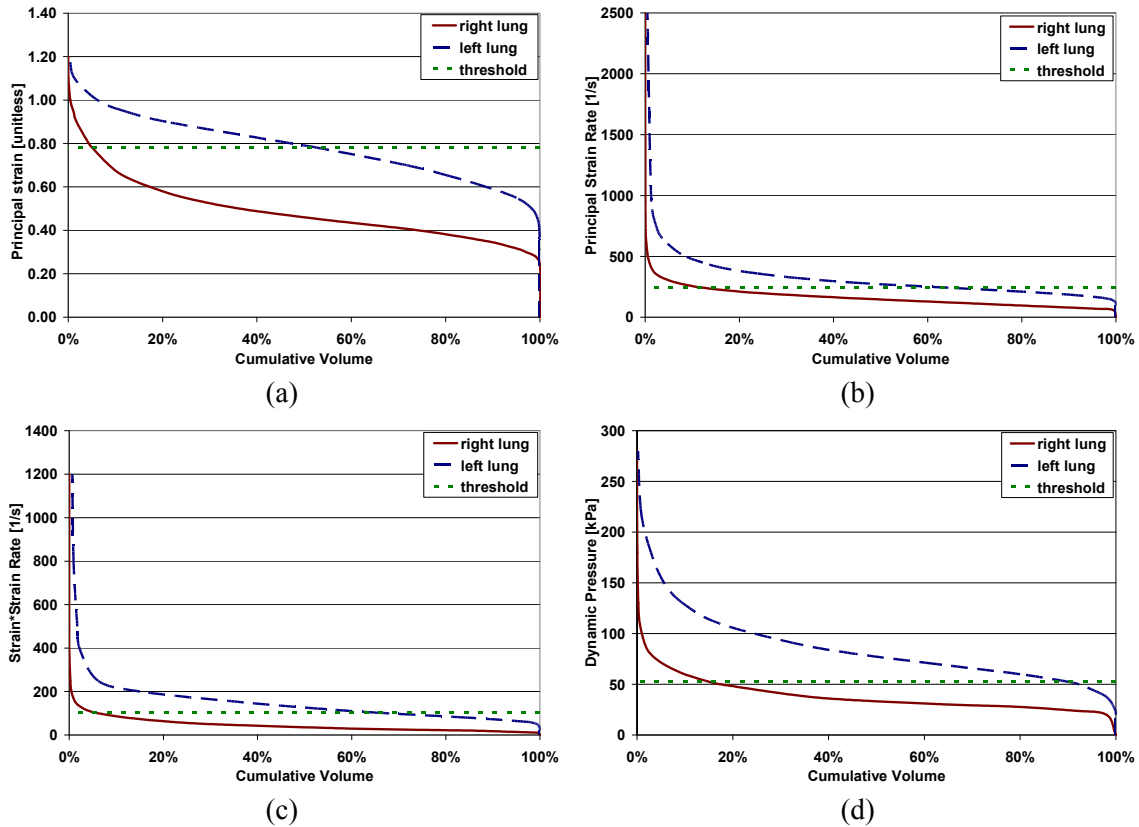 1.40
1.20
1.00
0.80
0.60
0.40
0.20
0.00
Principal strain [unitless]
right lung
left lung
threshold
0% 20% 40% 60% 80% 100%
Cumulative Volume
(a)
2500
2000
1500
1000
500
0
Principal Strain Rate [1/s]
right lung
left lung
threshold
0% 20% 40% 60% 80% 100%
Cumulative Volume
(b)
1400
1200
1000
800
600
400
200
0
Strain*Strain Rate [1/s]
right lung
left lung
threshold
0% 20% 40% 60% 80% 100%
Cumulative Volume
(c)
300
250
200
150
100
50
0
Dynamic Pressure [kPa]
right lung
left lung
threshold
0% 20% 40% 60% 80% 100%
Cumulative Volume
(d)